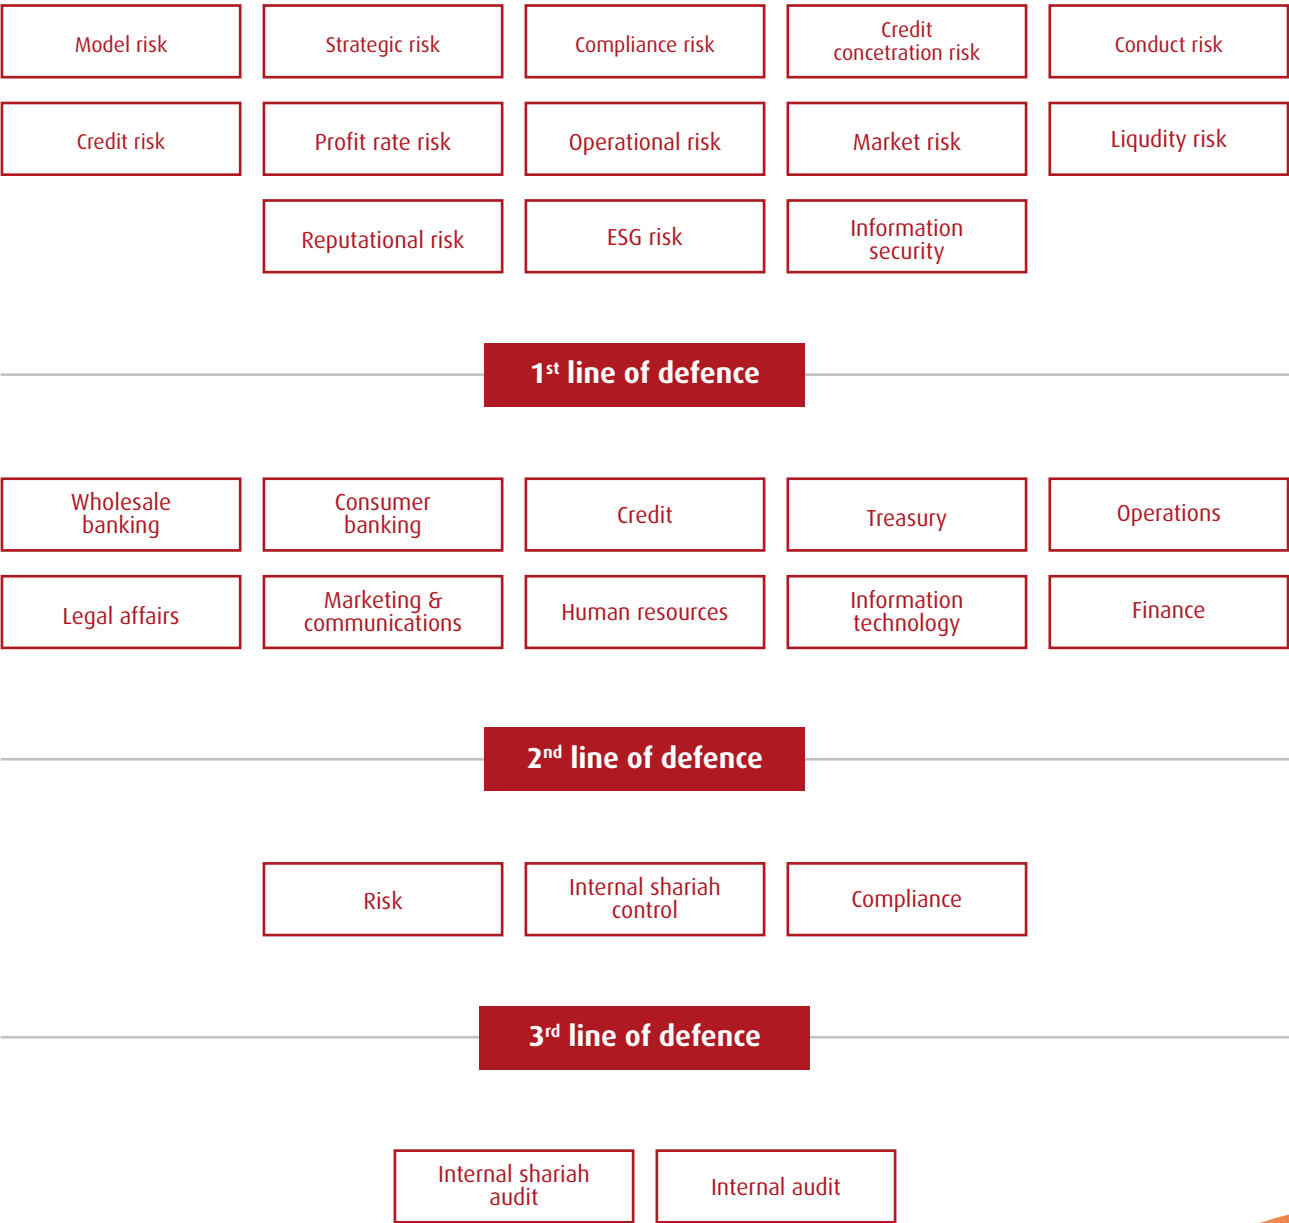 Model risk
Strategic risk
Compliance risk
Credit
concetration risk
Conduct risk
Credit risk
Profit rate risk
Operational risk
Market risk
Liqudity risk
Reputational risk
ESG risk
Information
security
1st line of defence
Wholesale
banking
Consumer
banking
Credit
Treasury
Operations
Legal affairs
Marketing &
communications
Human resources
Information
technology
Finance
2nd line of defence
Risk
Internal shariah
control
Compliance
3rd line of defence
Internal shariah
audit
Internal audit